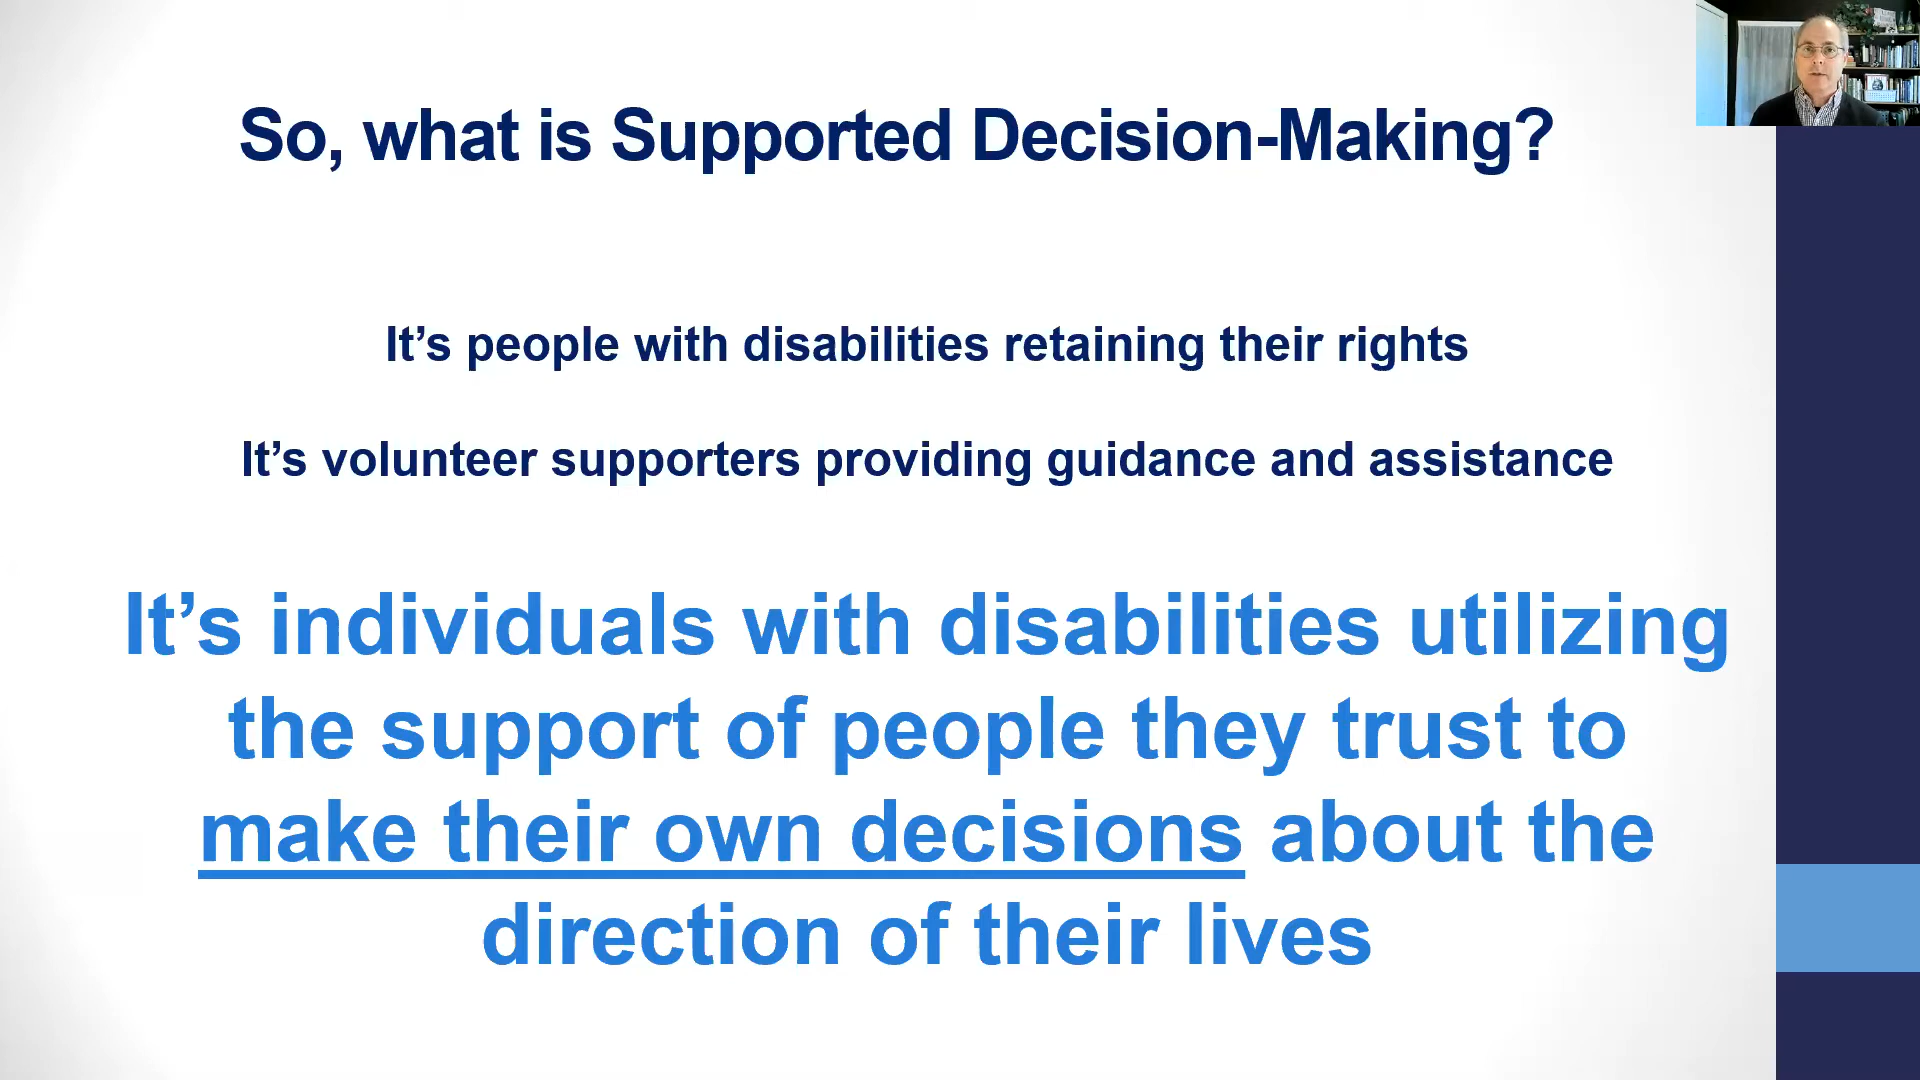 So, what is Supported Decision-Making?
It’s people with disabilities retaining their rights
It’s volunteer supporters providing guidance and assistance
It’s individuals with disabilities utilizing
the support of people they trust to
make their own decisions about the
direction of their lives